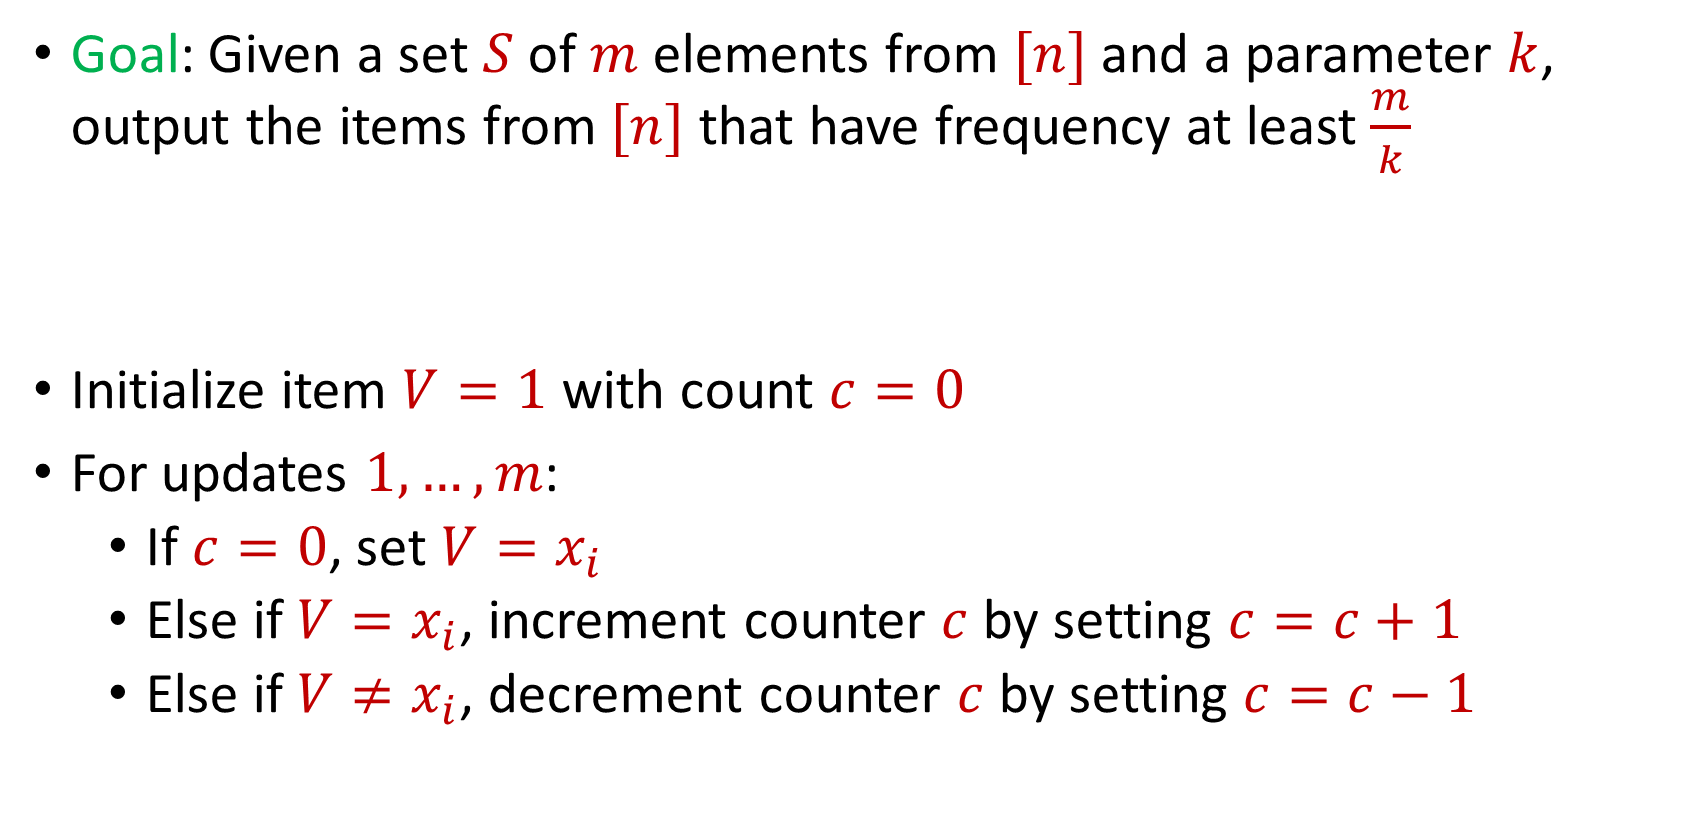 • Goal: Given a set S of m elements from [n] and a parameter k,
output the items from [n] that have frequency at least m/k
• Initialize item V = 1 with count c = 0
• For updates 1, … , m:
• If c = 0, set V = xᵢ
• Else if V = xᵢ, increment counter c by setting c = c + 1
• Else if V ≠ xᵢ, decrement counter c by setting c = c − 1